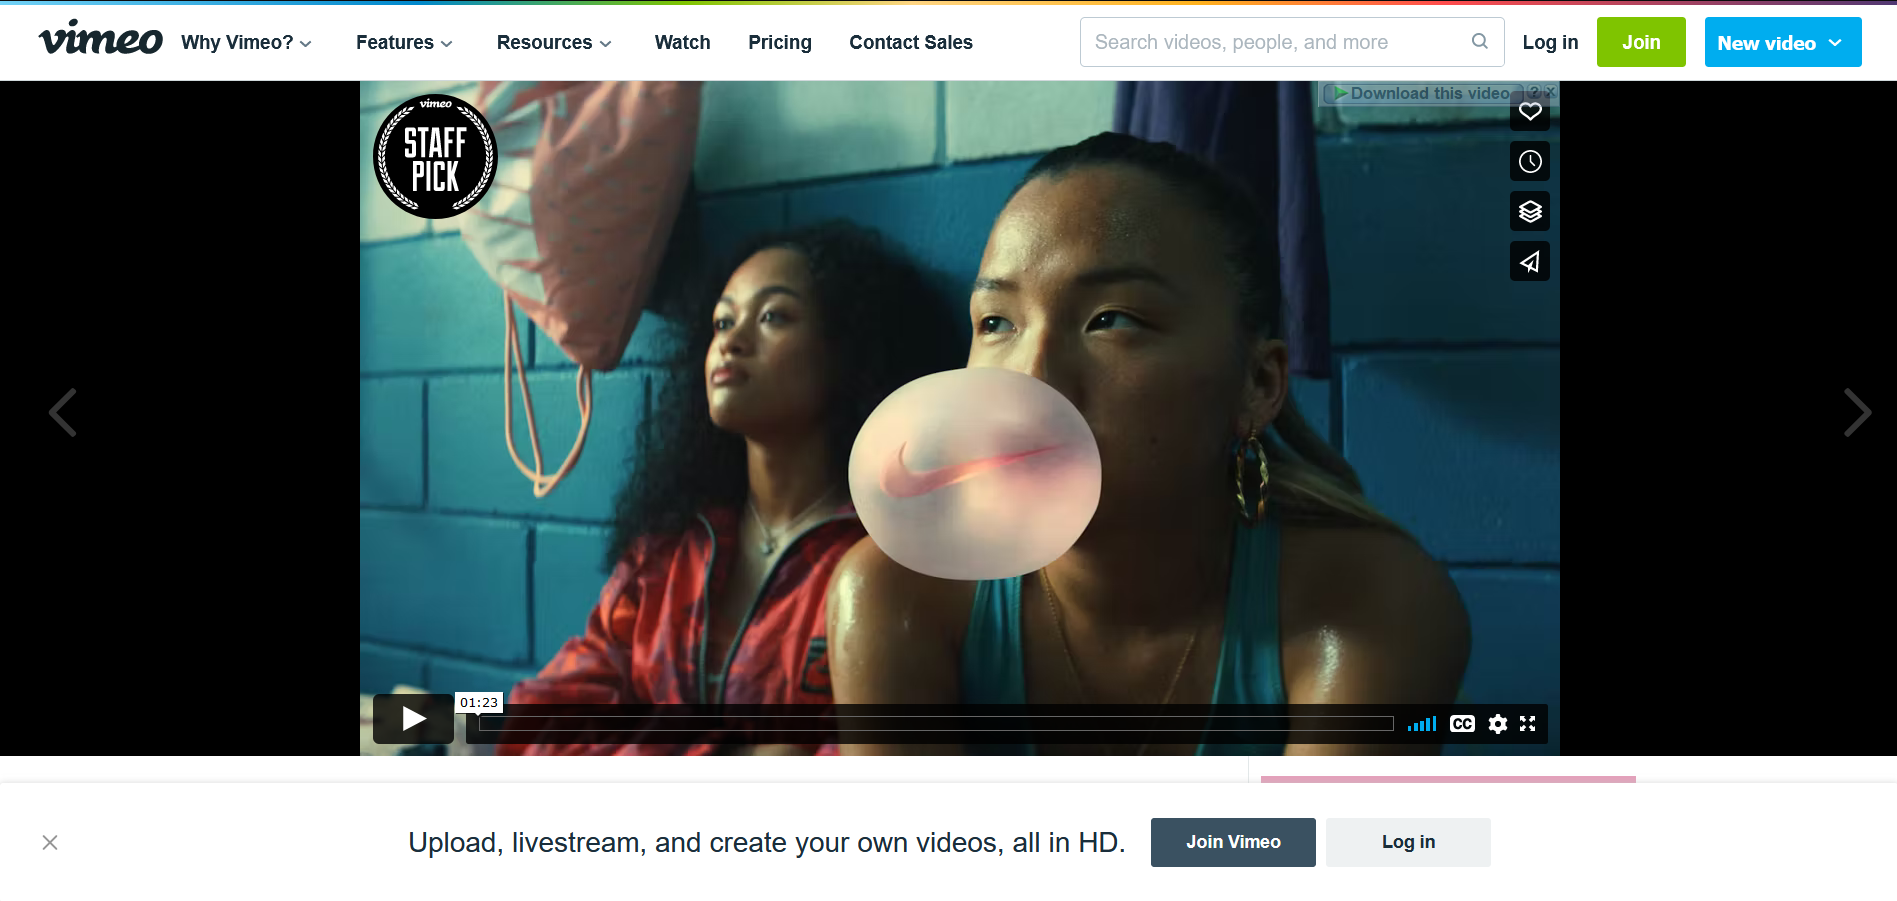 vimeo
Why Vimeo?
Features
Resources
Watch
Pricing
Contact Sales
Search videos, people, and more
Log in
Join
New video
vimeo
STAFF
PICK
Download this video ? X
01:23
CC
Upload, livestream, and create your own videos, all in HD.
Join Vimeo
Log in